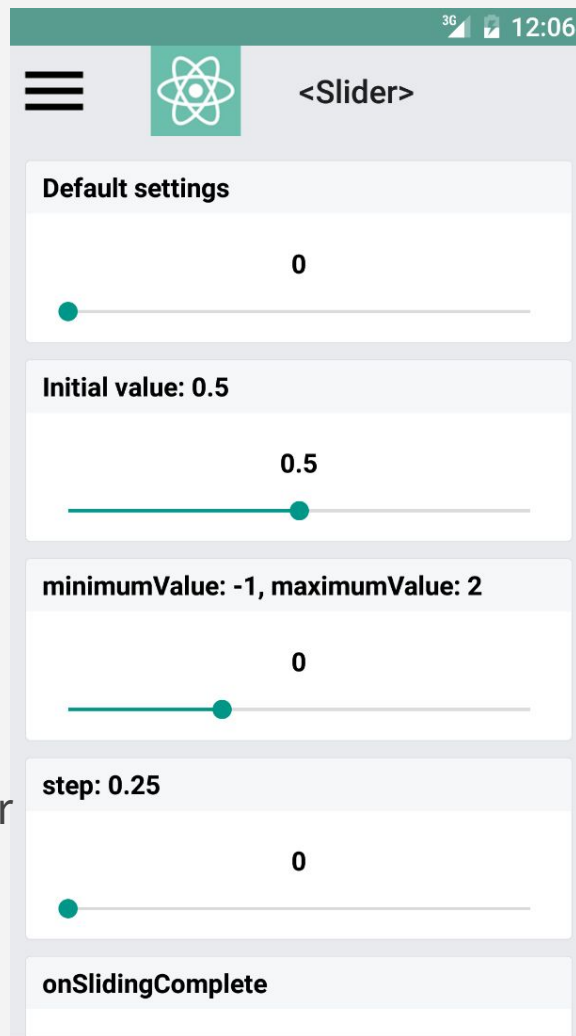 3G 12:06
<Slider>
Default settings
0
Initial value: 0.5
0.5
minimumValue: -1, maximumValue: 2
0
step: 0.25
r
0
onSlidingComplete